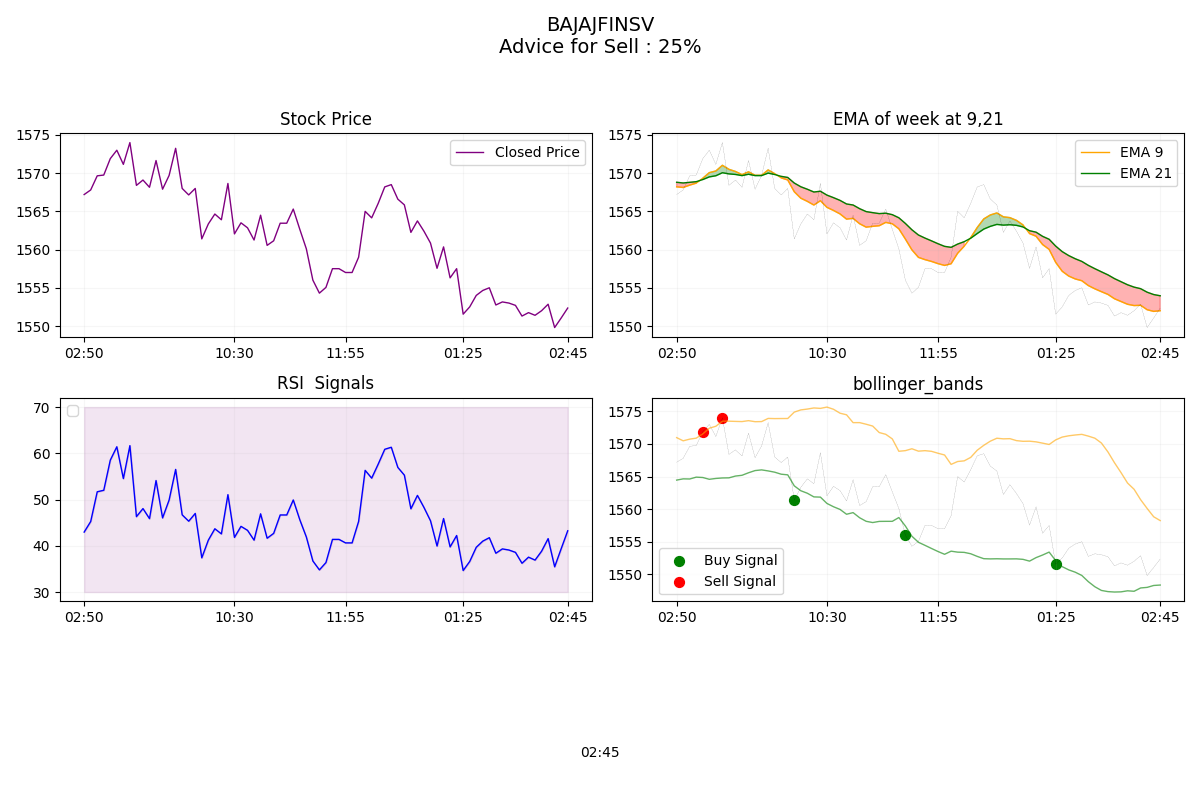 BAJAJFINSV
Advice for Sell : 25%
Stock Price
1575
1570
1565
1560
1555
1550
Closed Price
02:50 10:30 11:55 01:25 02:45
EMA of week at 9,21
1575
1570
1565
1560
1555
1550
EMA 9
EMA 21
02:50 10:30 11:55 01:25 02:45
RSI  Signals
70
60
50
40
30
02:50 10:30 11:55 01:25 02:45
bollinger_bands
1575
1570
1565
1560
1555
1550
Buy Signal
Sell Signal
02:50 10:30 11:55 01:25 02:45
02:45